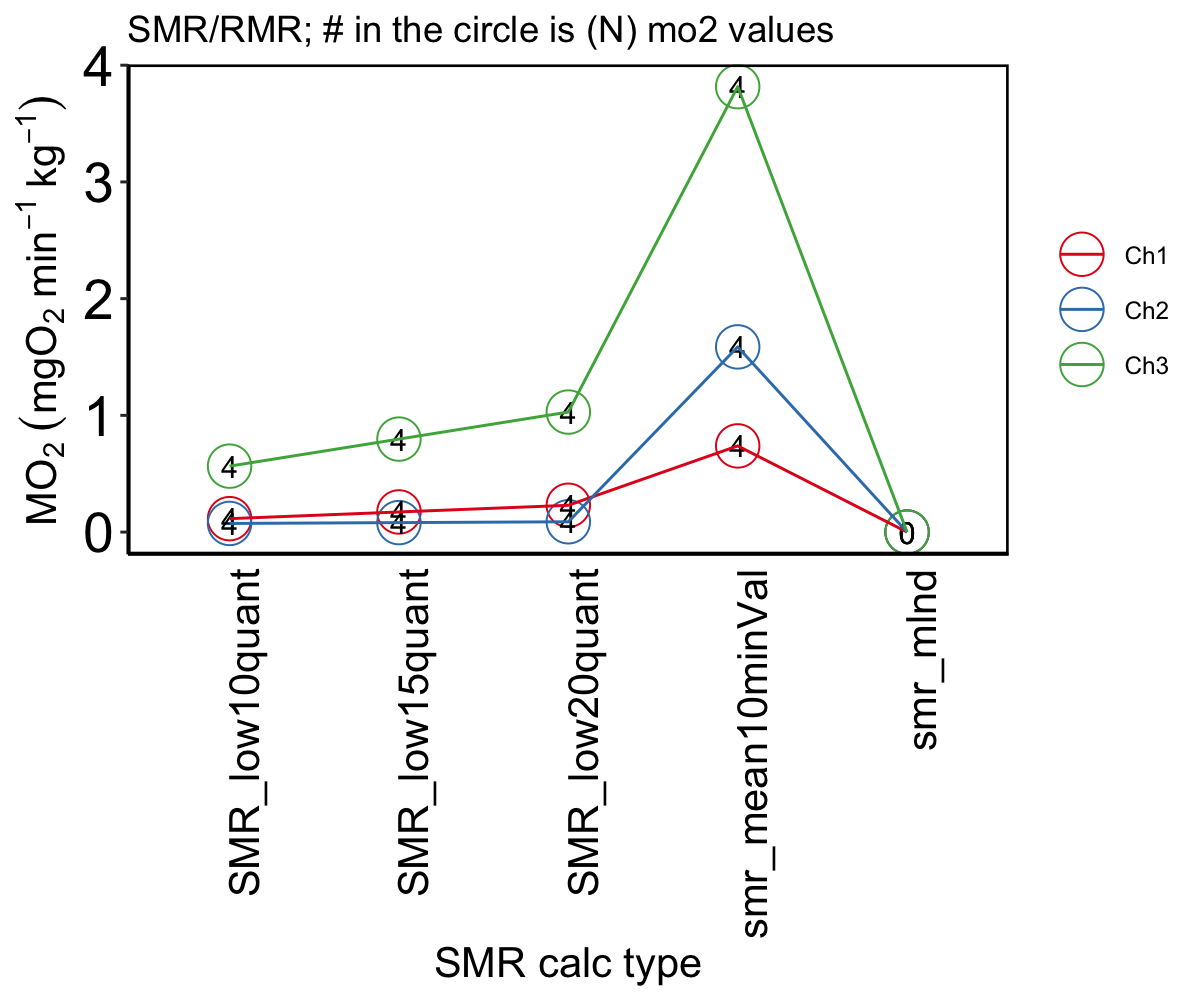 SMR/RMR; # in the circle is (N) mo2 values
MO₂ (mgO₂ min⁻¹ kg⁻¹)
4
3
2
1
0
4
4
4
4
0
4
4
4
4
4
4
4
4
Ch1
Ch2
Ch3
SMR_low10quant
SMR_low15quant
SMR_low20quant
smr_mean10minVal
smr_mlnd
SMR calc type